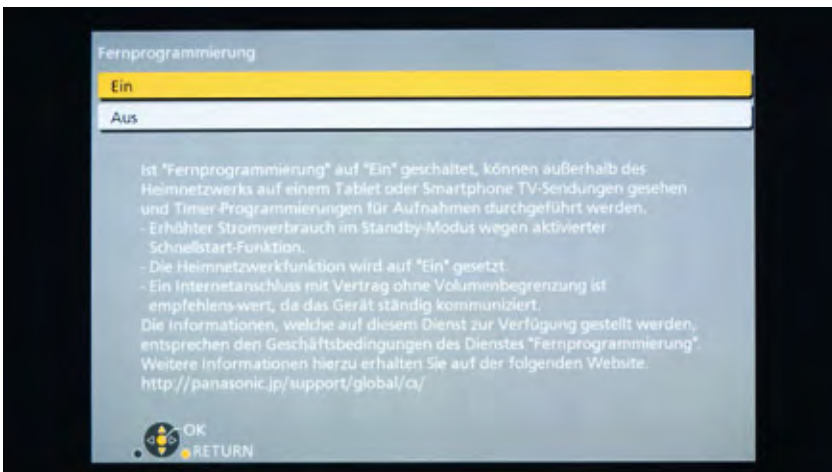 Fernprogrammierung
Ein
Aus
Ist "Fernprogrammierung" auf "Ein" geschaltet, können außerhalb des
Heimnetzwerks auf einem Tablet oder Smartphone TV-Sendungen gesehen
und Timer-Programmierungen für Aufnahmen durchgeführt werden.
- Erhöhter Stromverbrauch im Standby-Modus wegen aktivierter
Schnellstart-Funktion.
- Die Heimnetzwerkfunktion wird auf "Ein" gesetzt.
- Ein Internetanschluss mit Vertrag ohne Volumenbegrenzung ist
empfehlens-wert, da das Gerät ständig kommuniziert.
Die Informationen, welche auf diesem Dienst zur Verfügung gestellt werden,
entsprechen den Geschäftsbedingungen des Dienstes "Fernprogrammierung".
Weitere Informationen hierzu erhalten Sie auf der folgenden Website.
http://panasonic.jp/support/global/cs/
OK
RETURN